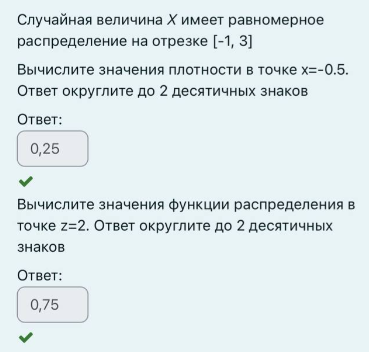 Случайная величина X имеет равномерное
распределение на отрезке [-1, 3]
Вычислите значения плотности в точке x=-0.5.
Ответ округлите до 2 десятичных знаков
Ответ:
0,25
Вычислите значения функции распределения в
точке z=2. Ответ округлите до 2 десятичных
знаков
Ответ:
0,75